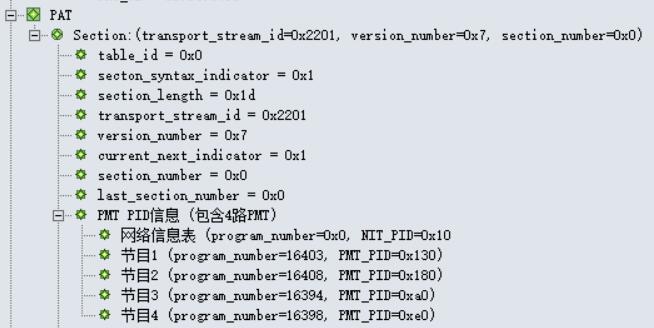 PAT
Section:(transport_stream_id=0x2201, version_number=0x7, section_number=0x0)
table_id = 0x0
secton_syntax_indicator = 0x1
section_length = 0x1d
transport_stream_id = 0x2201
version_number = 0x7
current_next_indicator = 0x1
section_number = 0x0
last_section_number = 0x0
PMT PID信息 (包含4路PMT)
网络信息表 (program_number=0x0, NIT_PID=0x10
节目1 (program_number=16403, PMT_PID=0x130)
节目2 (program_number=16408, PMT_PID=0x180)
节目3 (program_number=16394, PMT_PID=0xa0)
节目4 (program_number=16398, PMT_PID=0xe0)